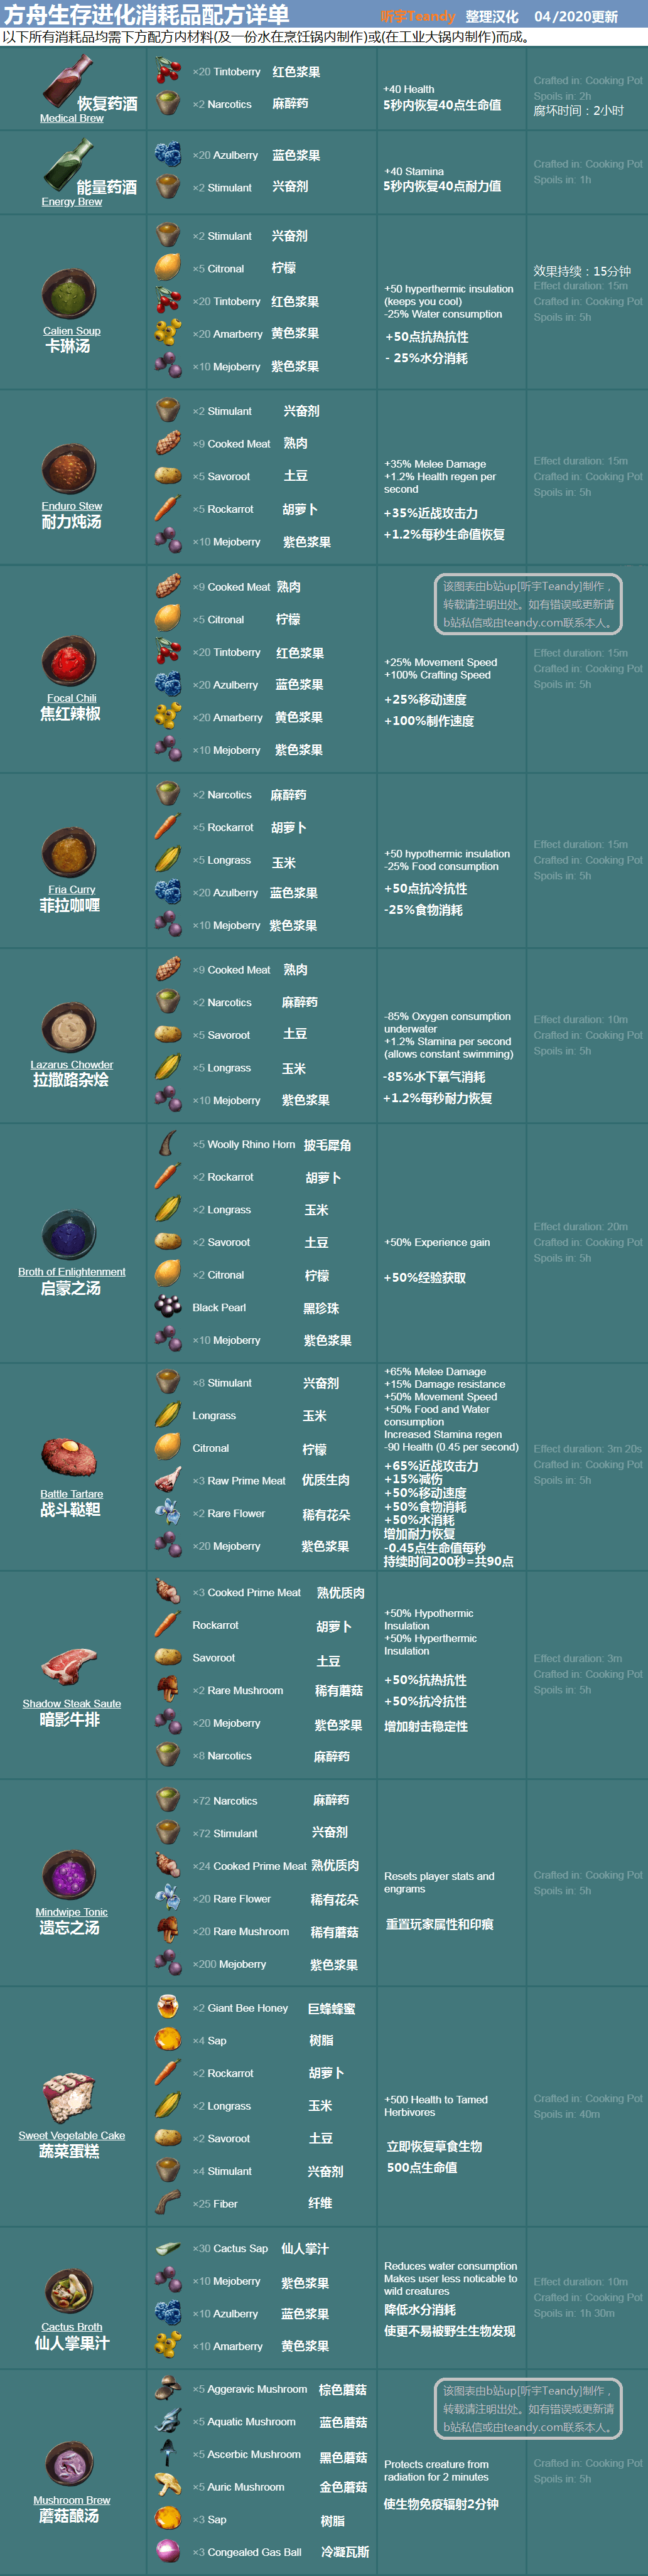 方舟生存进化消耗品配方详单 听宇Teandy 整理汉化 04/2020更新
以下所有消耗品均需下方配方内材料(及一份水在烹饪锅内制作)或(在工业大锅内制作)而成。
恢复药酒
Medical Brew
×20 Tintoberry 红色浆果
×2 Narcotics 麻醉药
+40 Health
5秒内恢复40点生命值
Crafted in: Cooking Pot
Spoils in: 2h
腐坏时间：2小时
能量药酒
Energy Brew
×20 Azulberry 蓝色浆果
×2 Stimulant 兴奋剂
+40 Stamina
5秒内恢复40点耐力值
Crafted in: Cooking Pot
Spoils in: 1h
Calien Soup
卡琳汤
×2 Stimulant 兴奋剂
×5 Citronal 柠檬
×20 Tintoberry 红色浆果
×20 Amarberry 黄色浆果
×10 Mejoberry 紫色浆果
+50 hyperthermic insulation
(keeps you cool)
-25% Water consumption
+50点抗热抗性
- 25%水分消耗
效果持续：15分钟
Effect duration: 15m
Crafted in: Cooking Pot
Spoils in: 5h
Enduro Stew
耐力炖汤
×2 Stimulant 兴奋剂
×9 Cooked Meat 熟肉
×5 Savoroot 土豆
×5 Rockarrot 胡萝卜
×10 Mejoberry 紫色浆果
+35% Melee Damage
+1.2% Health regen per
second
+35%近战攻击力
+1.2%每秒生命值恢复
Effect duration: 15m
Crafted in: Cooking Pot
Spoils in: 5h
Focal Chili
焦红辣椒
×9 Cooked Meat 熟肉
×5 Citronal 柠檬
×20 Tintoberry 红色浆果
×20 Azulberry 蓝色浆果
×20 Amarberry 黄色浆果
×10 Mejoberry 紫色浆果
该图表由b站up[听宇Teandy]制作，
转载请注明出处。如有错误或更新请
b站私信或由teandy.com联系本人。
+25% Movement Speed
+100% Crafting Speed
+25%移动速度
+100%制作速度
Effect duration: 15m
Crafted in: Cooking Pot
Spoils in: 5h
Fria Curry
菲拉咖喱
×2 Narcotics 麻醉药
×5 Rockarrot 胡萝卜
×5 Longrass 玉米
×20 Azulberry 蓝色浆果
×10 Mejoberry 紫色浆果
+50 hypothermic insulation
-25% Food consumption
+50点抗冷抗性
-25%食物消耗
Effect duration: 15m
Crafted in: Cooking Pot
Spoils in: 5h
Lazarus Chowder
拉撒路杂烩
×9 Cooked Meat 熟肉
×2 Narcotics 麻醉药
×5 Savoroot 土豆
×5 Longrass 玉米
×10 Mejoberry 紫色浆果
-85% Oxygen consumption
underwater
+1.2% Stamina per second
(allows constant swimming)
-85%水下氧气消耗
+1.2%每秒耐力恢复
Effect duration: 10m
Crafted in: Cooking Pot
Spoils in: 5h
Broth of Enlightenment
启蒙之汤
×5 Woolly Rhino Horn 披毛犀角
×2 Rockarrot 胡萝卜
×2 Longrass 玉米
×2 Savoroot 土豆
×2 Citronal 柠檬
Black Pearl 黑珍珠
×10 Mejoberry 紫色浆果
+50% Experience gain
+50%经验获取
Effect duration: 20m
Crafted in: Cooking Pot
Spoils in: 5h
Battle Tartare
战斗鞑靼
×8 Stimulant 兴奋剂
Longrass 玉米
Citronal 柠檬
×3 Raw Prime Meat 优质生肉
×2 Rare Flower 稀有花朵
×20 Mejoberry 紫色浆果
+65% Melee Damage
+15% Damage resistance
+50% Movement Speed
+50% Food and Water
consumption
Increased Stamina regen
-90 Health (0.45 per second)
+65%近战攻击力
+15%减伤
+50%移动速度
+50%食物消耗
+50%水消耗
增加耐力恢复
-0.45点生命值每秒
持续时间200秒=共90点
Effect duration: 3m 20s
Crafted in: Cooking Pot
Spoils in: 5h
Shadow Steak Saute
暗影牛排
×3 Cooked Prime Meat 熟优质肉
Rockarrot 胡萝卜
Savoroot 土豆
×2 Rare Mushroom 稀有蘑菇
×20 Mejoberry 紫色浆果
×8 Narcotics 麻醉药
+50% Hypothermic
Insulation
+50% Hyperthermic
Insulation
+50%抗热抗性
+50%抗冷抗性
增加射击稳定性
Effect duration: 3m
Crafted in: Cooking Pot
Spoils in: 5h
Mindwipe Tonic
遗忘之汤
×72 Narcotics 麻醉药
×72 Stimulant 兴奋剂
×24 Cooked Prime Meat 熟优质肉
×20 Rare Flower 稀有花朵
×20 Rare Mushroom 稀有蘑菇
×200 Mejoberry 紫色浆果
Resets player stats and
engrams
重置玩家属性和印痕
Crafted in: Cooking Pot
Spoils in: 5h
Sweet Vegetable Cake
蔬菜蛋糕
×2 Giant Bee Honey 巨蜂蜂蜜
×4 Sap 树脂
×2 Rockarrot 胡萝卜
×2 Longrass 玉米
×2 Savoroot 土豆
×4 Stimulant 兴奋剂
×25 Fiber 纤维
+500 Health to Tamed
Herbivores
立即恢复草食生物
500点生命值
Crafted in: Cooking Pot
Spoils in: 40m
Cactus Broth
仙人掌果汁
×30 Cactus Sap 仙人掌汁
×10 Mejoberry 紫色浆果
×10 Azulberry 蓝色浆果
×10 Amarberry 黄色浆果
Reduces water consumption
Makes user less noticable to
wild creatures
降低水分消耗
使更不易被野生生物发现
Effect duration: 10m
Crafted in: Cooking Pot
Spoils in: 1h 30m
Mushroom Brew
蘑菇酿汤
×5 Aggeravic Mushroom 棕色蘑菇
×5 Aquatic Mushroom 蓝色蘑菇
×5 Ascerbic Mushroom 黑色蘑菇
×5 Auric Mushroom 金色蘑菇
×3 Sap 树脂
×3 Congealed Gas Ball 冷凝瓦斯
该图表由b站up[听宇Teandy]制作，
转载请注明出处。如有错误或更新请
b站私信或由teandy.com联系本人。
Protects creature from
radiation for 2 minutes
使生物免疫辐射2分钟
Crafted in: Cooking Pot
Spoils in: 5h